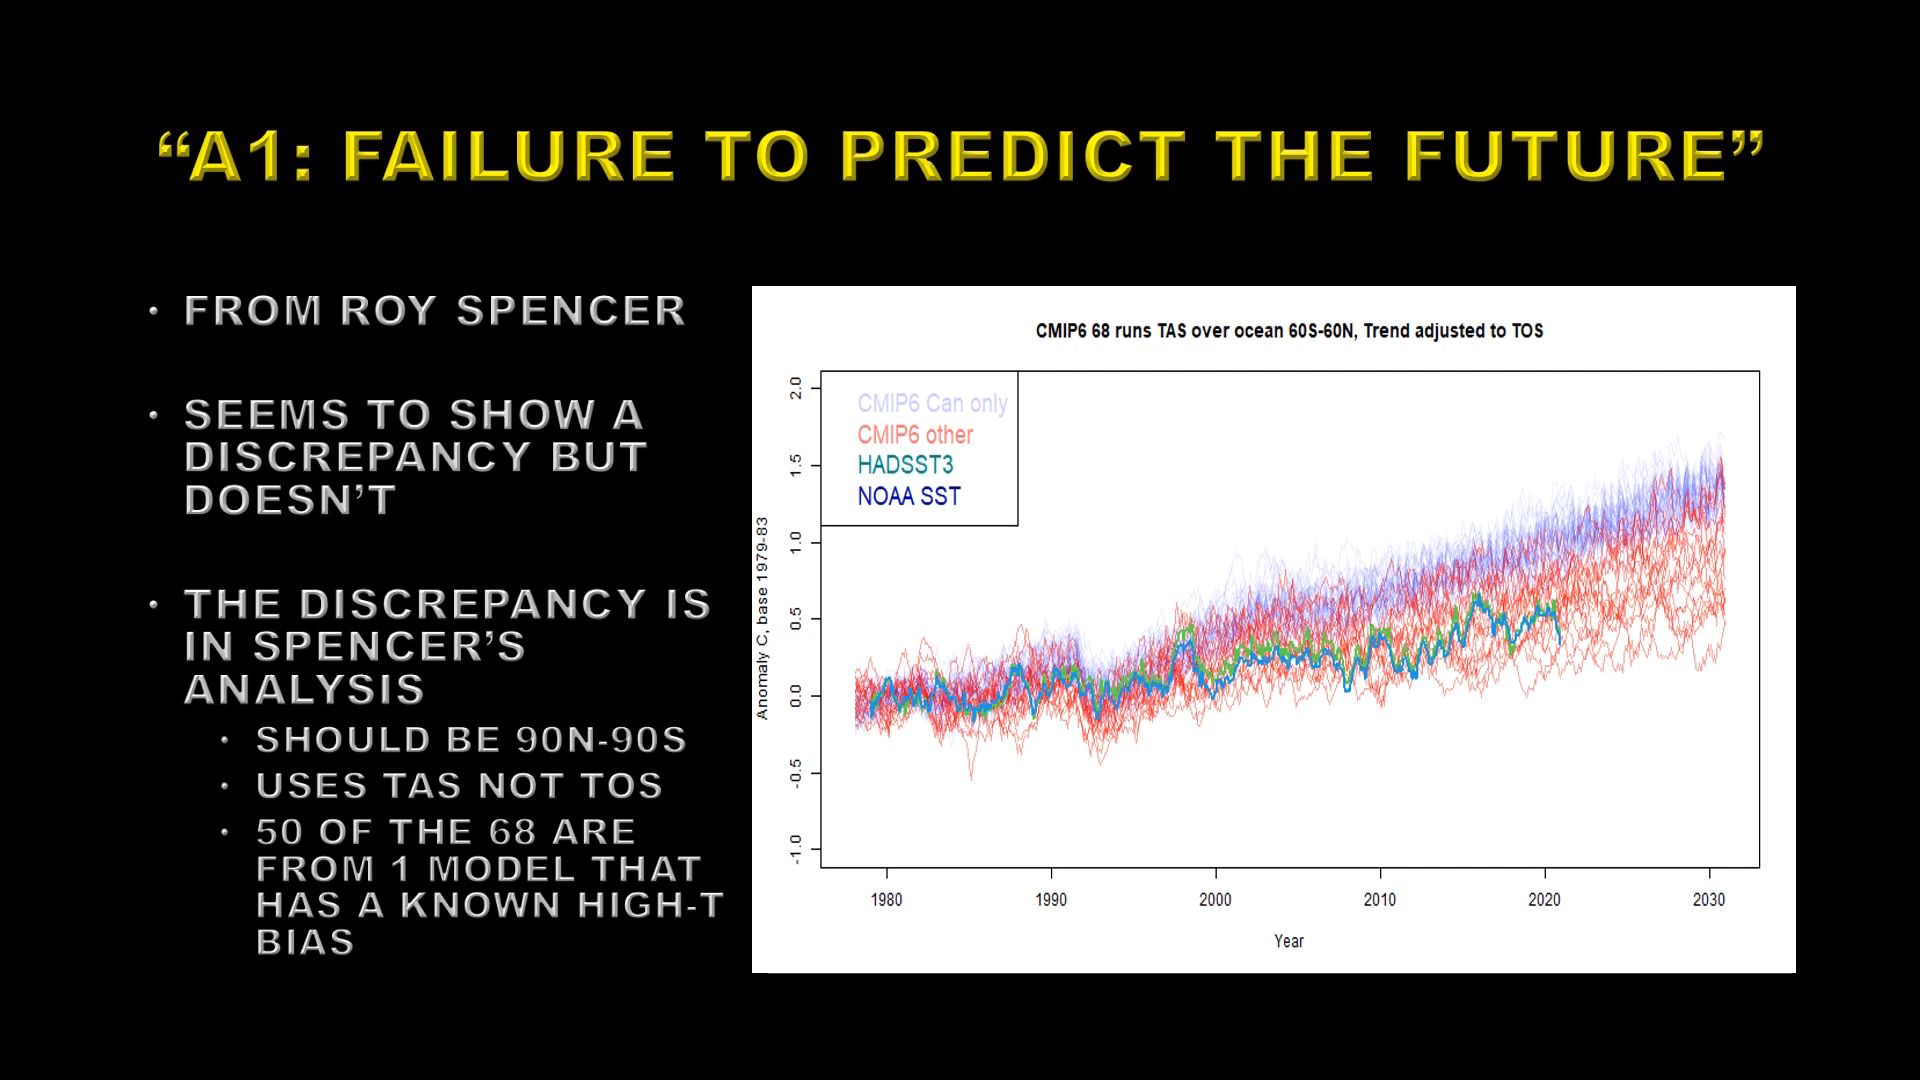 “A1: FAILURE TO PREDICT THE FUTURE”
• FROM ROY SPENCER
• SEEMS TO SHOW A
DISCREPANCY BUT
DOESN’T
• THE DISCREPANCY IS
IN SPENCER’S
ANALYSIS
• SHOULD BE 90N-90S
• USES TAS NOT TOS
• 50 OF THE 68 ARE
FROM 1 MODEL THAT
HAS A KNOWN HIGH-T
BIAS
CMIP6 68 runs TAS over ocean 60S-60N, Trend adjusted to TOS
CMIP6 Can only
CMIP6 other
HADSST3
NOAA SST
Anomaly C, base 1979-83
2.0
1.5
1.0
0.5
0.0
-0.5
-1.0
1980 1990 2000 2010 2020 2030
Year